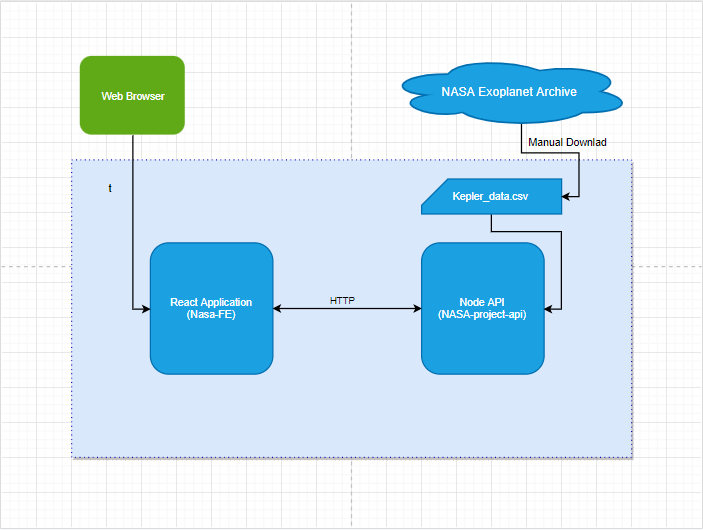 Web Browser
NASA Exoplanet Archive
Manual Downlad
t
Kepler_data.csv
React Application
(Nasa-FE)
HTTP
Node API
(NASA-project-api)